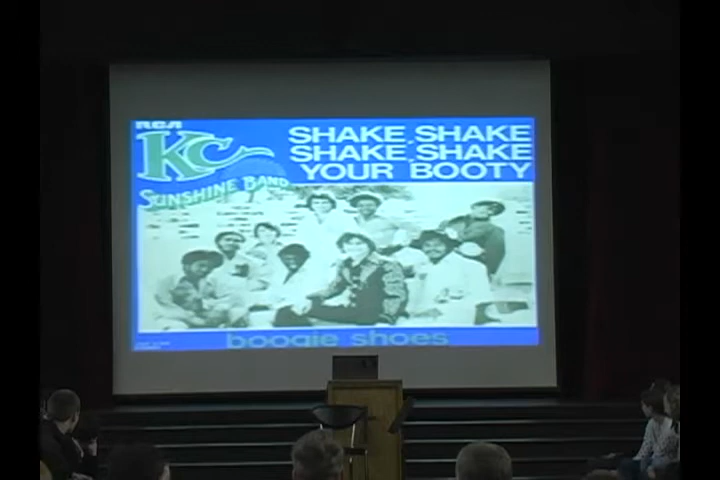 RCA
KC
SUNSHINE BAND
SHAKE, SHAKE
SHAKE, SHAKE
YOUR BOOTY
boogie shoes